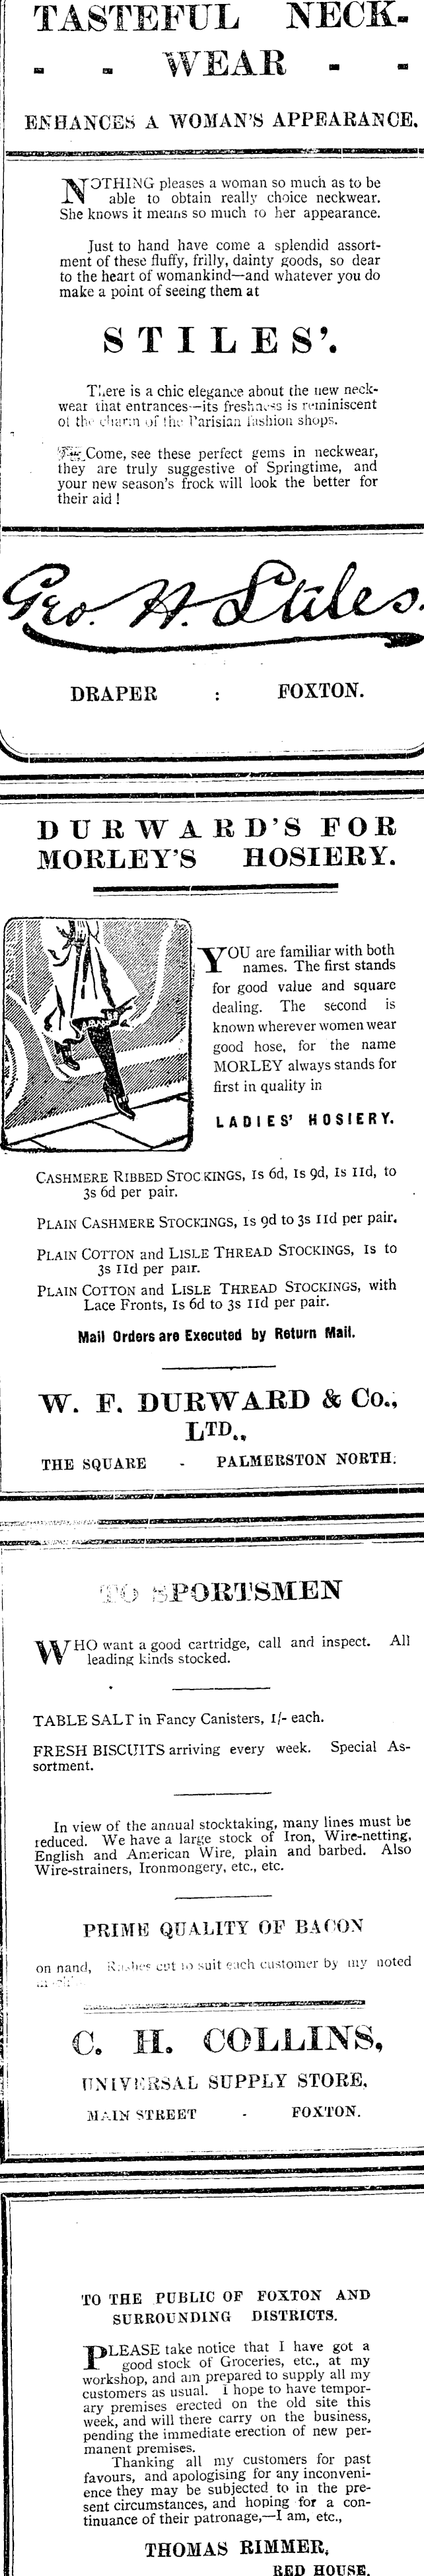 TASTEFUL NECK-
- - WEAR - -
ENHANCES A WOMAN'S APPEARANCE.
NOTHING pleases a woman so much as to be
able to obtain really choice neckwear.
She knows it means so much to her appearance.
Just to hand have come a splendid assort-
ment of these fluffy, frilly, dainty goods, so dear
to the heart of womankind—and whatever you do
make a point of seeing them at
STILES'.
There is a chic elegance about the new neck-
wear that entrances—its freshness is reminiscent
of the charm of the Parisian fashion shops.
Come, see these perfect gems in neckwear,
they are truly suggestive of Springtime, and
your new season's frock will look the better for
their aid!
Geo. H. Stiles.
DRAPER : FOXTON.
DURWARD'S FOR
MORLEY'S HOSIERY.
YOU are familiar with both
names. The first stands
for good value and square
dealing. The second is
known wherever women wear
good hose, for the name
MORLEY always stands for
first in quality in
LADIES' HOSIERY.
CASHMERE RIBBED STOCKINGS, 1s 6d, 1s 9d, 1s 11d, to
3s 6d per pair.
PLAIN CASHMERE STOCKINGS, 1s 9d to 3s 11d per pair.
PLAIN COTTON and LISLE THREAD STOCKINGS, 1s to
3s 11d per pair.
PLAIN COTTON and LISLE THREAD STOCKINGS, with
Lace Fronts, 1s 6d to 3s 11d per pair.
Mail Orders are Executed by Return Mail.
W. F. DURWARD & Co.,
LTD.,
THE SQUARE - PALMERSTON NORTH.
TO SPORTSMEN
WHO want a good cartridge, call and inspect. All
leading kinds stocked.
TABLE SALT in Fancy Canisters, 1/- each.
FRESH BISCUITS arriving every week. Special As-
sortment.
In view of the annual stocktaking, many lines must be
reduced. We have a large stock of Iron, Wire-netting,
English and American Wire, plain and barbed. Also
Wire-strainers, Ironmongery, etc., etc.
PRIME QUALITY OF BACON
on hand, Rashes cut to suit each customer by my noted
C. H. COLLINS,
UNIVERSAL SUPPLY STORE,
MAIN STREET - FOXTON.
TO THE PUBLIC OF FOXTON AND
SURROUNDING DISTRICTS.
PLEASE take notice that I have got a
good stock of Groceries, etc., at my
workshop, and am prepared to supply all my
customers as usual. I hope to have tempor-
ary premises erected on the old site this
week, and will there carry on the business,
pending the immediate erection of new per-
manent premises.
Thanking all my customers for past
favours, and apologising for any inconveni-
ence they may be subjected to in the pre-
sent circumstances, and hoping for a con-
tinuance of their patronage,—I am, etc.,
THOMAS RIMMER,
RED HOUSE.